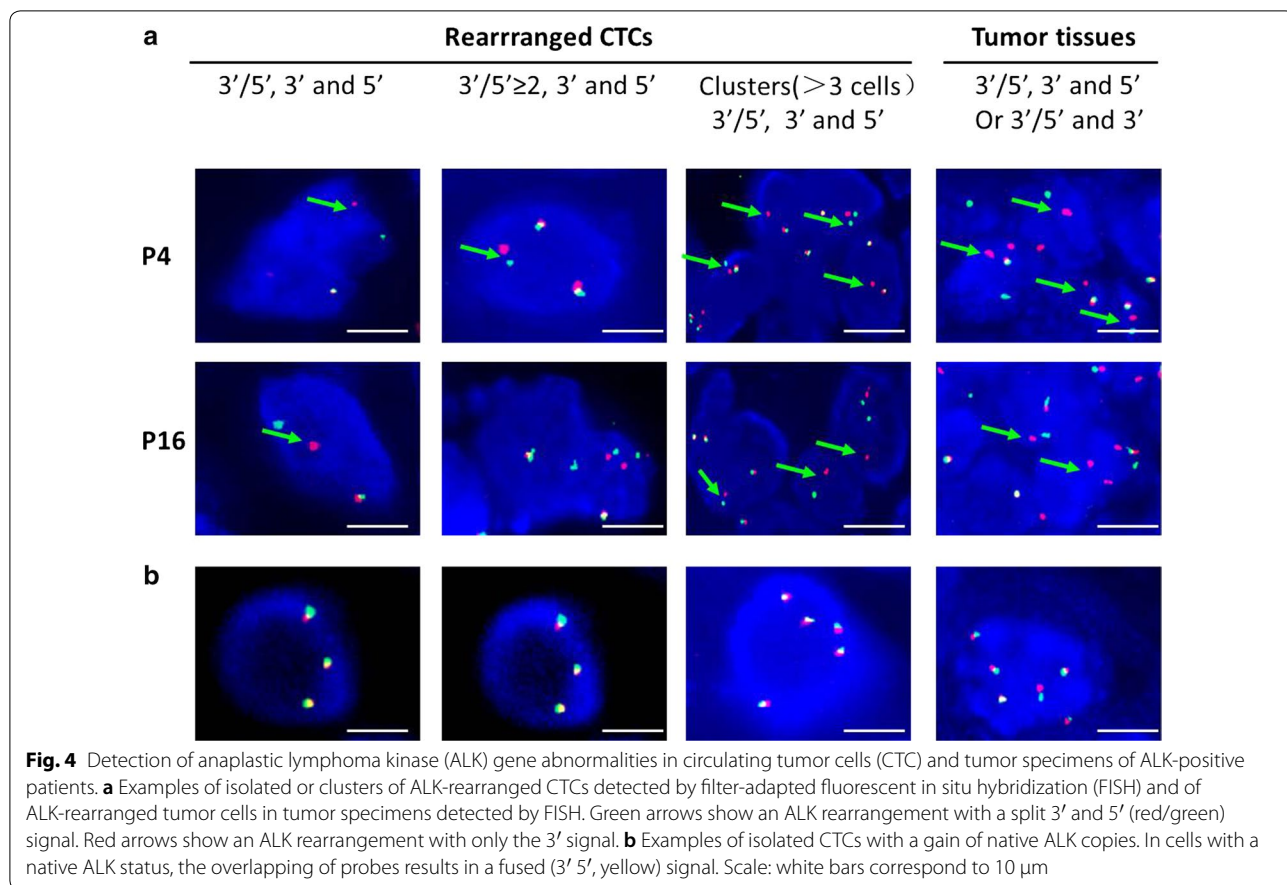 a
Rearrranged CTCs
Tumor tissues
3’/5’, 3’ and 5’
3’/5’≥2, 3’ and 5’
Clusters(＞3 cells）
3’/5’, 3’ and 5’
3’/5’, 3’ and 5’
Or 3’/5’ and 3’
P4
P16
b
Fig. 4 Detection of anaplastic lymphoma kinase (ALK) gene abnormalities in circulating tumor cells (CTC) and tumor specimens of ALK-positive
patients. a Examples of isolated or clusters of ALK-rearranged CTCs detected by filter-adapted fluorescent in situ hybridization (FISH) and of
ALK-rearranged tumor cells in tumor specimens detected by FISH. Green arrows show an ALK rearrangement with a split 3′ and 5′ (red/green)
signal. Red arrows show an ALK rearrangement with only the 3′ signal. b Examples of isolated CTCs with a gain of native ALK copies. In cells with a
native ALK status, the overlapping of probes results in a fused (3′ 5′, yellow) signal. Scale: white bars correspond to 10 μm